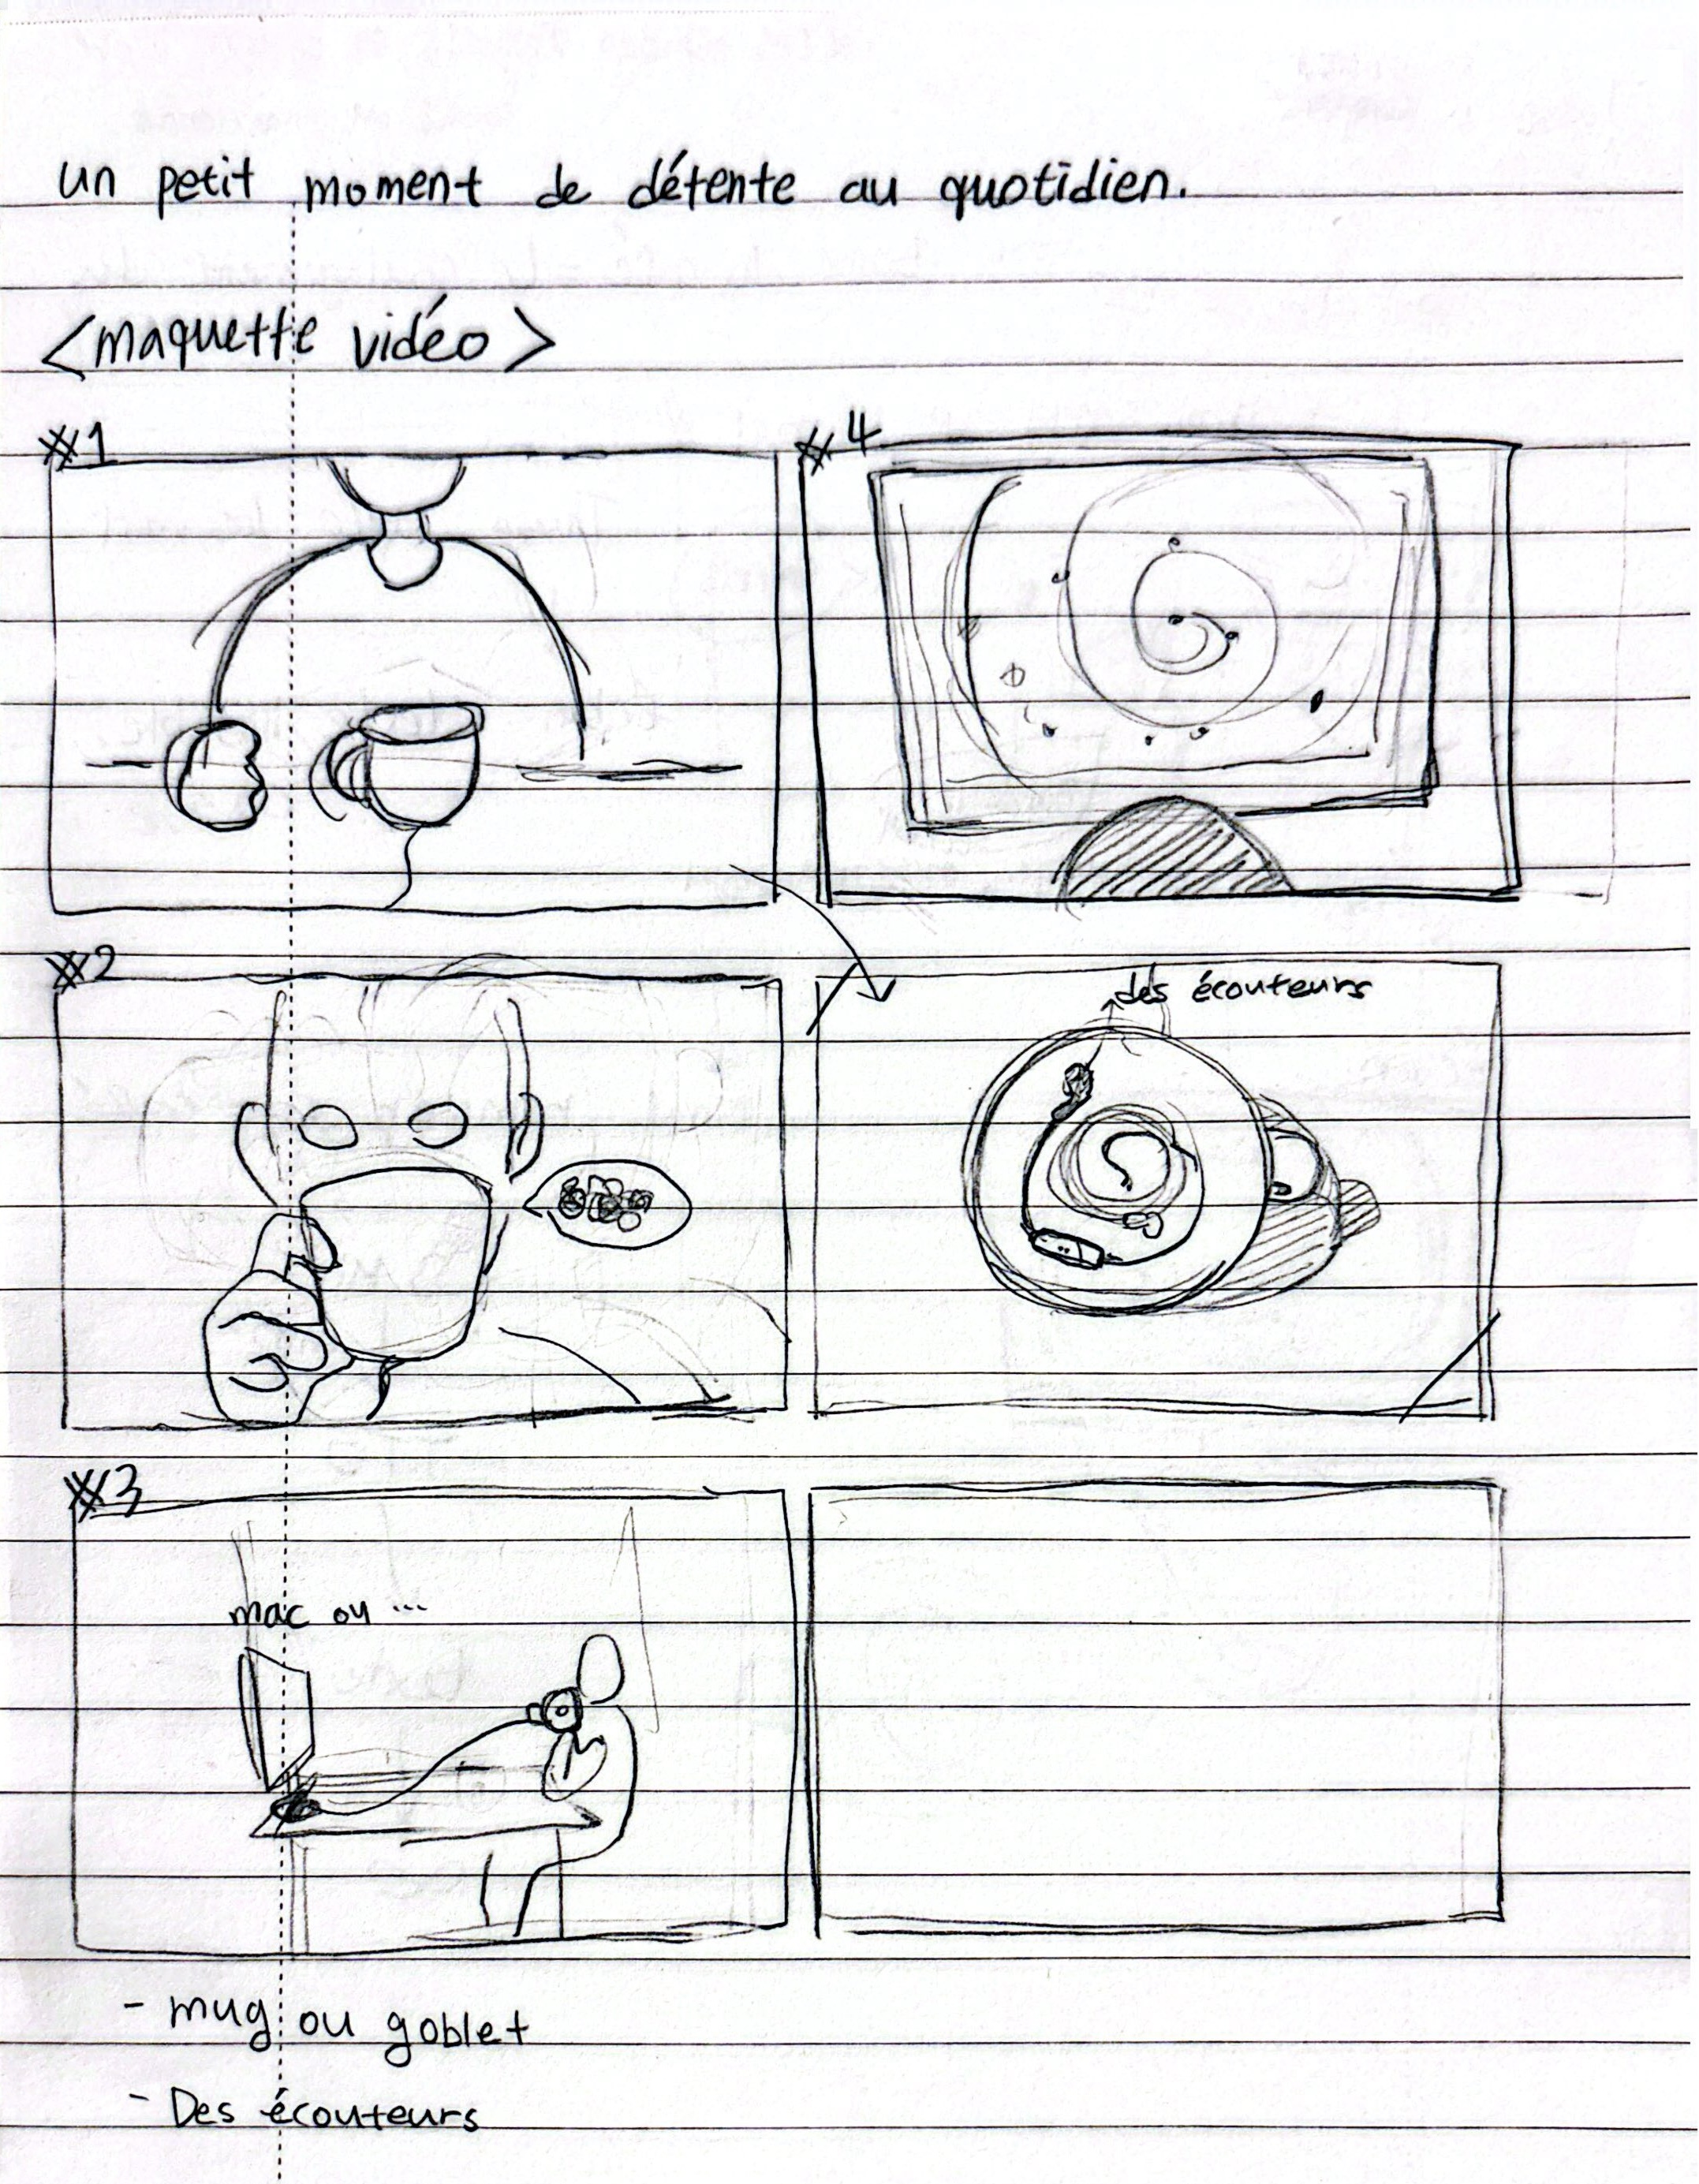 un petit moment de détente au quotidien.
<maquette vidéo>
#1
#4
#2
des écouteurs
#3
mac ou ...
- mug ou goblet
- Des écouteurs